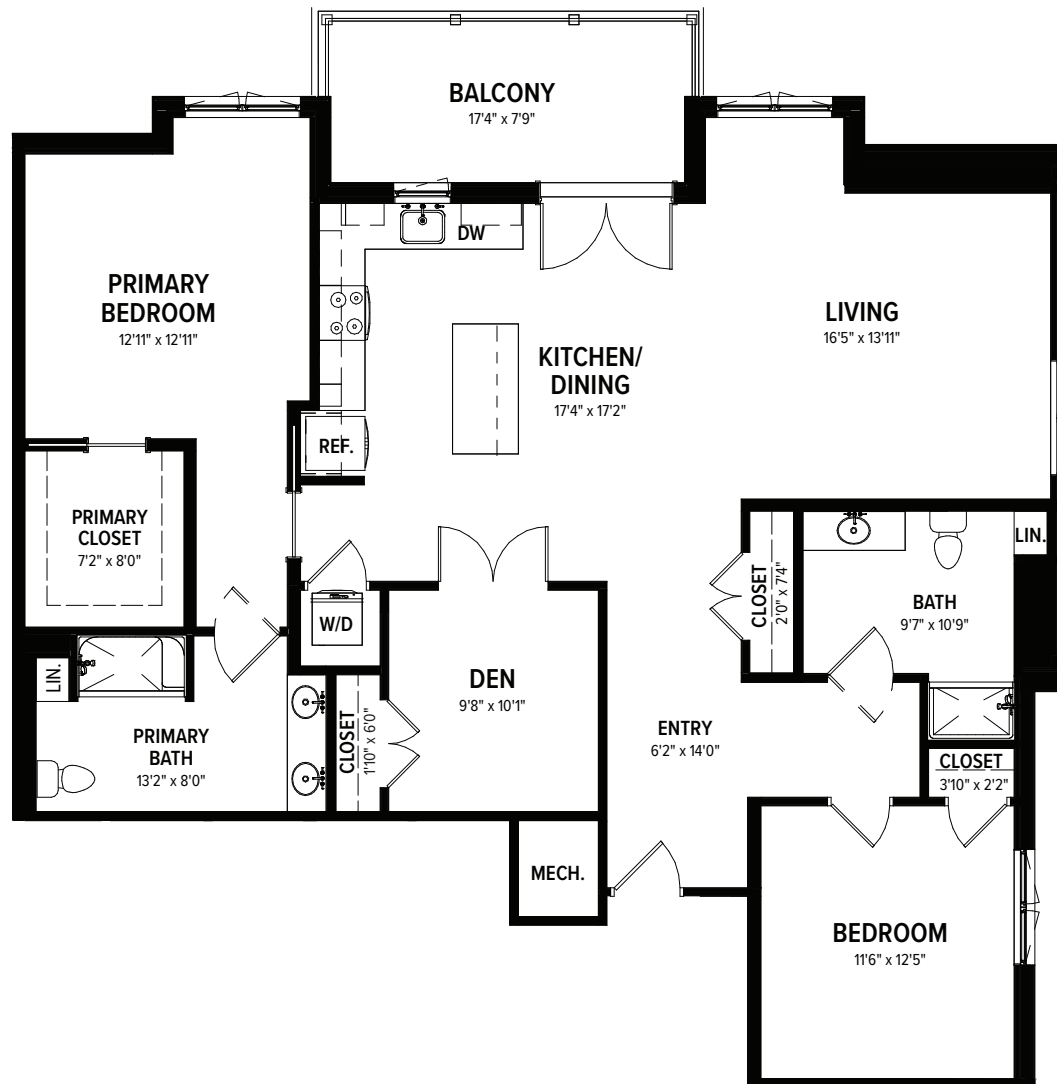 BALCONY
17'4" x 7'9"
DW
PRIMARY
BEDROOM
12'11" x 12'11"
LIVING
16'5" x 13'11"
KITCHEN/
DINING
17'4" x 17'2"
REF.
PRIMARY
CLOSET
7'2" x 8'0"
LIN.
CLOSET
2'0" x 7'4"
BATH
9'7" x 10'9"
W/D
LIN.
DEN
9'8" x 10'1"
CLOSET
1'10" x 6'0"
ENTRY
6'2" x 14'0"
PRIMARY
BATH
13'2" x 8'0"
CLOSET
3'10" x 2'2"
MECH.
BEDROOM
11'6" x 12'5"